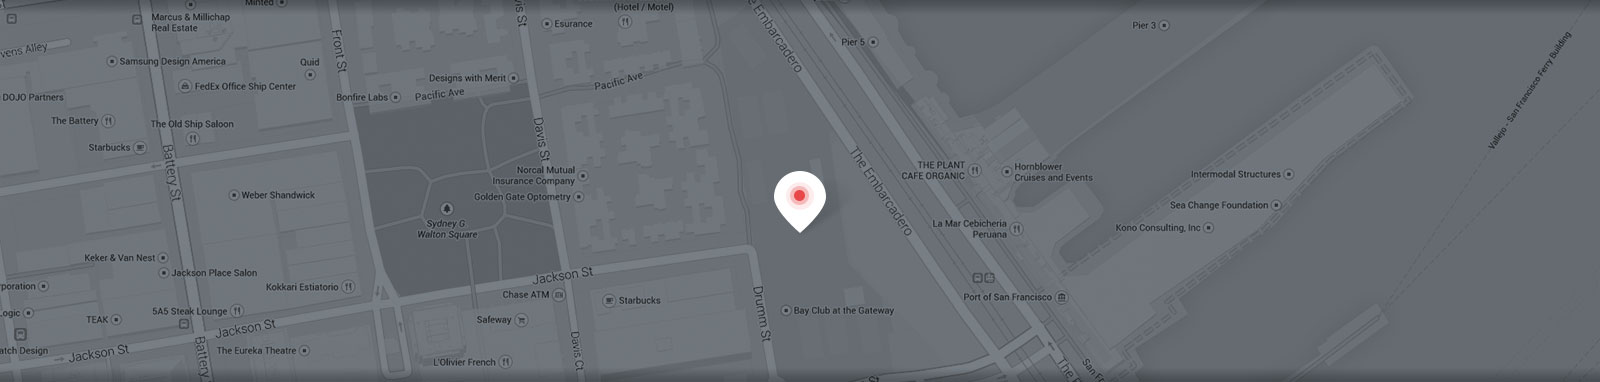 Minted
(Hotel / Motel)
Marcus & Millichap
Real Estate
Esurance
Pier 3
Pier 5
vens Alley
Front St
vis St
The Embarcadero
Samsung Design America
Quid
Designs with Merit
Pacific Ave
FedEx Office Ship Center
DOJO Partners
Bonfire Labs
Pacific Ave
The Battery
The Old Ship Saloon
Davis St
Vallejo - San Francisco Ferry Building
Starbucks
Battery St
Norcal Mutual
Insurance Company
The Embarcadero
THE PLANT
CAFE ORGANIC
Hornblower
Cruises and Events
Intermodal Structures
Weber Shandwick
Golden Gate Optometry
Sea Change Foundation
Sydney G
Walton Square
La Mar Cebicheria
Peruana
Kono Consulting, Inc
Keker & Van Nest
Jackson Place Salon
Jackson St
Kokkari Estiatorio
poration
Chase ATM
Starbucks
Drumm St
Port of San Francisco
Logic
5A5 Steak Lounge
Bay Club at the Gateway
TEAK
Jackson St
Safeway
atch Design
Jackson St
Battery
The Eureka Theatre
L'Olivier French
Davis Ct
St
The
San